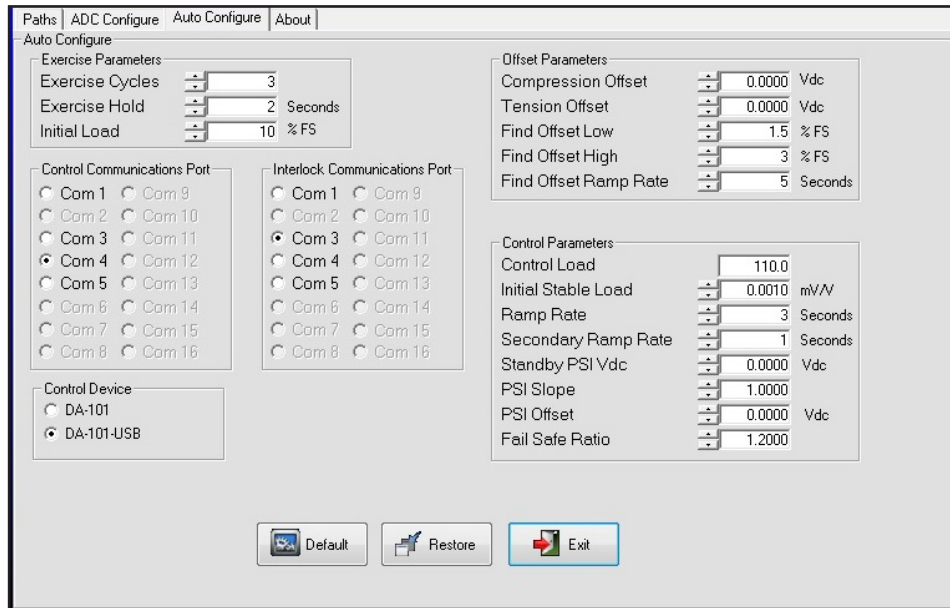 Paths ADC Configure Auto Configure About
Auto Configure
Exercise Parameters
Exercise Cycles 3
Exercise Hold 2 Seconds
Initial Load 10 % FS
Control Communications Port
Com 1 Com 9
Com 2 Com 10
Com 3 Com 11
Com 4 Com 12
Com 5 Com 13
Com 6 Com 14
Com 7 Com 15
Com 8 Com 16
Interlock Communications Port
Com 1 Com 9
Com 2 Com 10
Com 3 Com 11
Com 4 Com 12
Com 5 Com 13
Com 6 Com 14
Com 7 Com 15
Com 8 Com 16
Control Device
DA-101
DA-101-USB
Offset Parameters
Compression Offset 0.0000 Vdc
Tension Offset 0.0000 Vdc
Find Offset Low 1.5 % FS
Find Offset High 3 % FS
Find Offset Ramp Rate 5 Seconds
Control Parameters
Control Load 110.0
Initial Stable Load 0.0010 mV/V
Ramp Rate 3 Seconds
Secondary Ramp Rate 1 Seconds
Standby PSI Vdc 0.0000 Vdc
PSI Slope 1.0000
PSI Offset 0.0000 Vdc
Fail Safe Ratio 1.2000
Default Restore Exit